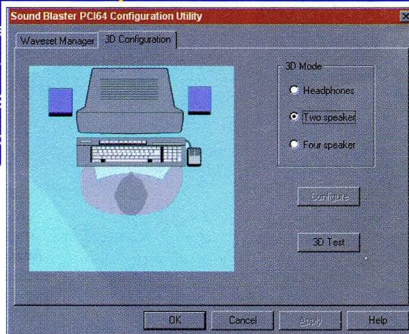 Sound Blaster PCI64 Configuration Utility
Waveset Manager
3D Configuration
3D Mode
Headphones
Two speaker
Four speaker
Configure
3D Test
OK
Cancel
Apply
Help